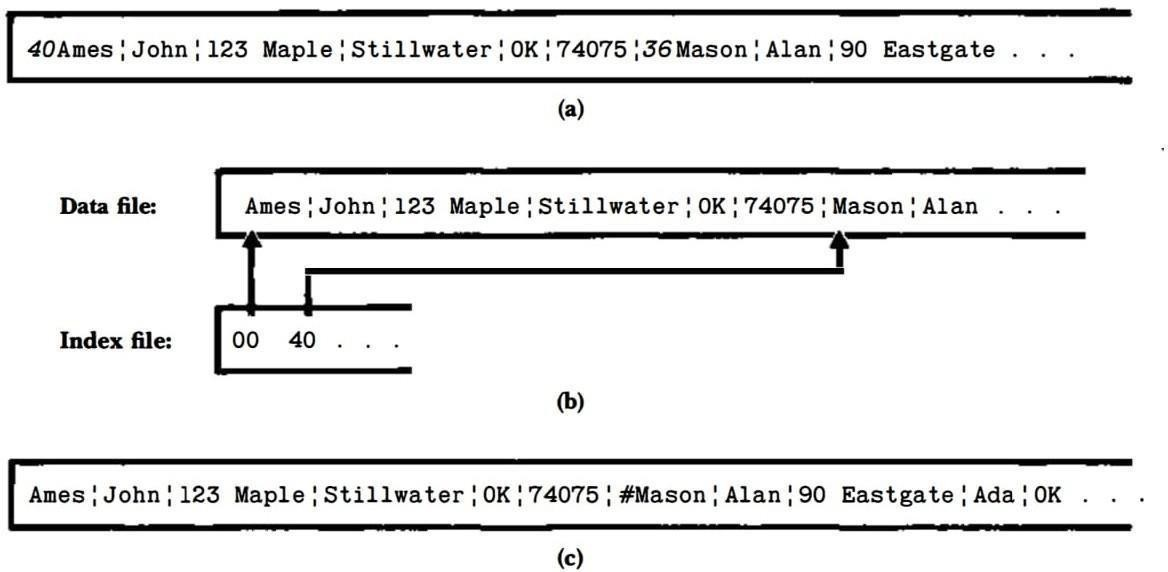 40Ames¦John¦123 Maple¦Stillwater¦OK¦74075¦36Mason¦Alan¦90 Eastgate . . .
(a)
Data file: Ames¦John¦123 Maple¦Stillwater¦OK¦74075¦Mason¦Alan . . .
Index file: 00 40 . . .
(b)
Ames¦John¦123 Maple¦Stillwater¦OK¦74075¦#Mason¦Alan¦90 Eastgate¦Ada¦OK . . .
(c)